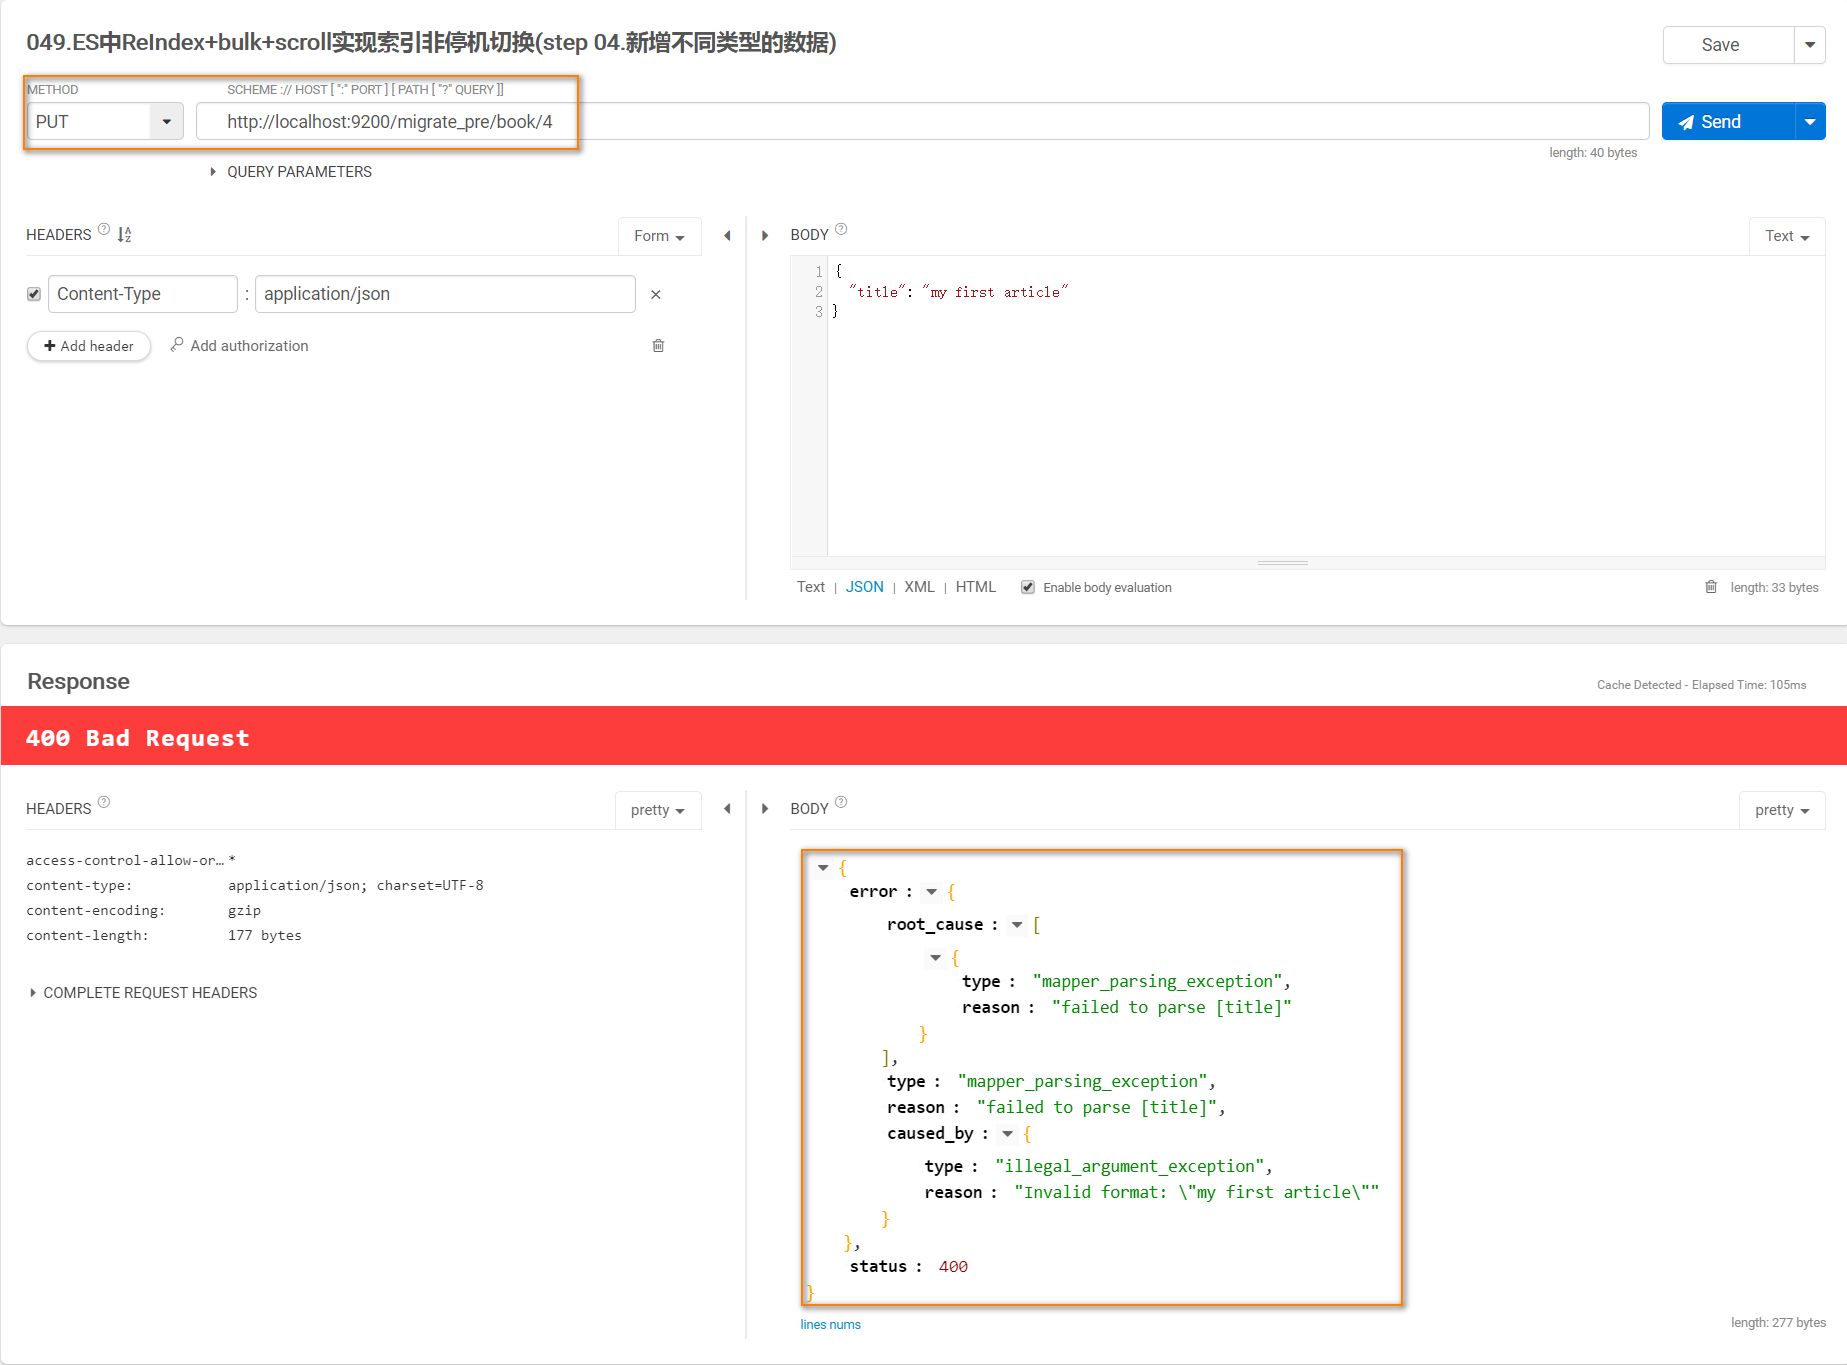 049.ES中ReIndex+bulk+scroll实现索引非停机切换(step 04.新增不同类型的数据)
Save
METHOD
SCHEME :// HOST [ ":" PORT ] [ PATH [ "?" QUERY ]]
PUT
http://localhost:9200/migrate_pre/book/4
Send
length: 40 bytes
QUERY PARAMETERS
HEADERS ?
Form
BODY ?
Text
Content-Type : application/json ×
+ Add header
Add authorization
1 {
2 "title": "my first article"
3 }
Text | JSON | XML | HTML
Enable body evaluation
length: 33 bytes
Response
Cache Detected - Elapsed Time: 105ms
400 Bad Request
HEADERS ?
pretty
BODY ?
pretty
access-control-allow-or… *
content-type: application/json; charset=UTF-8
content-encoding: gzip
content-length: 177 bytes
COMPLETE REQUEST HEADERS
{
error : {
root_cause : [
{
type : "mapper_parsing_exception",
reason : "failed to parse [title]"
}
],
type : "mapper_parsing_exception",
reason : "failed to parse [title]",
caused_by : {
type : "illegal_argument_exception",
reason : "Invalid format: \"my first article\""
}
},
status : 400
}
lines nums
length: 277 bytes